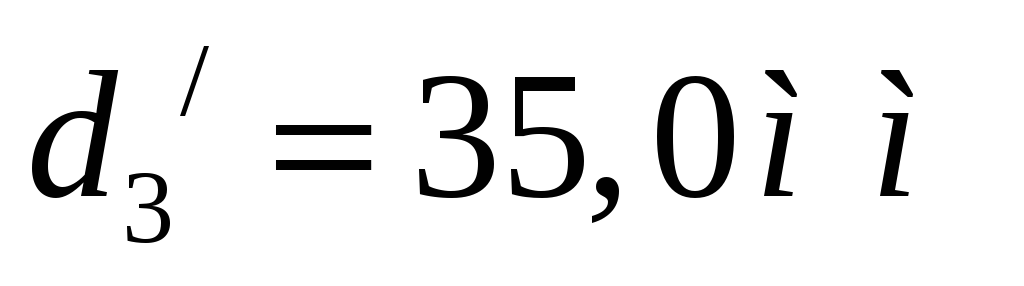 d₃^/ = 35,0ì ì